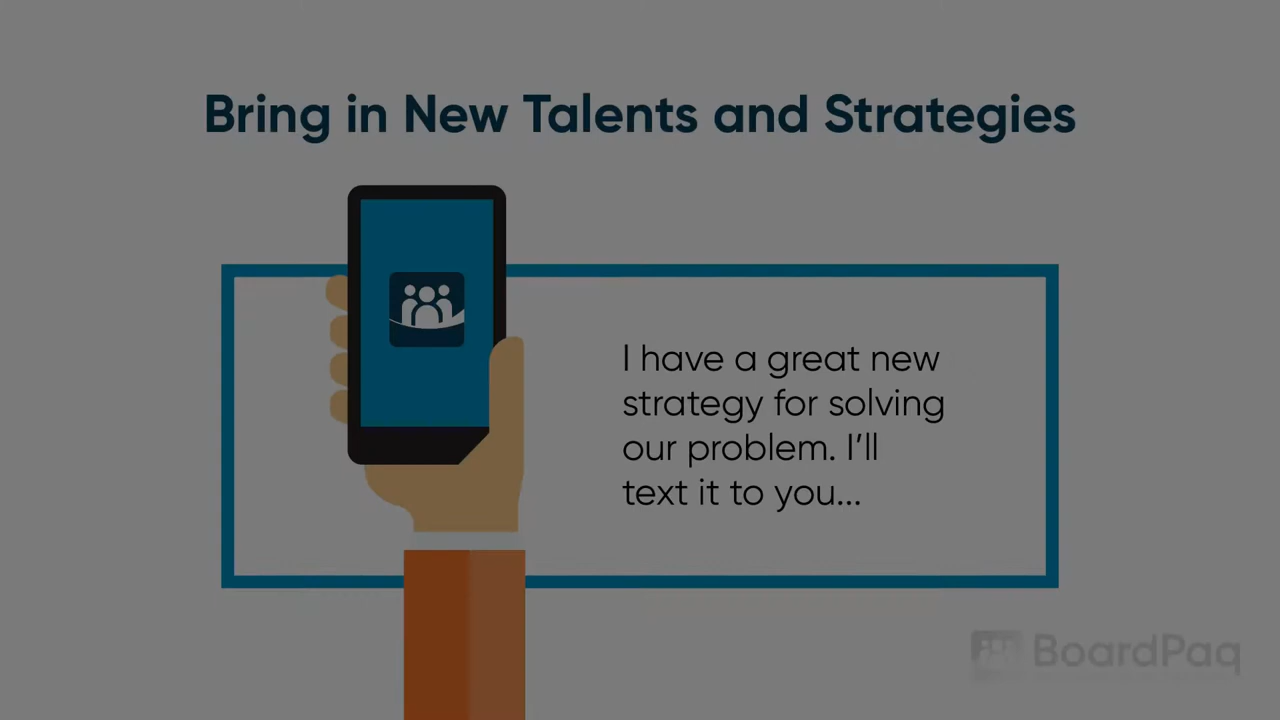 Bring in New Talents and Strategies
I have a great new
strategy for solving
our problem. I’ll
text it to you...
BoardPaq